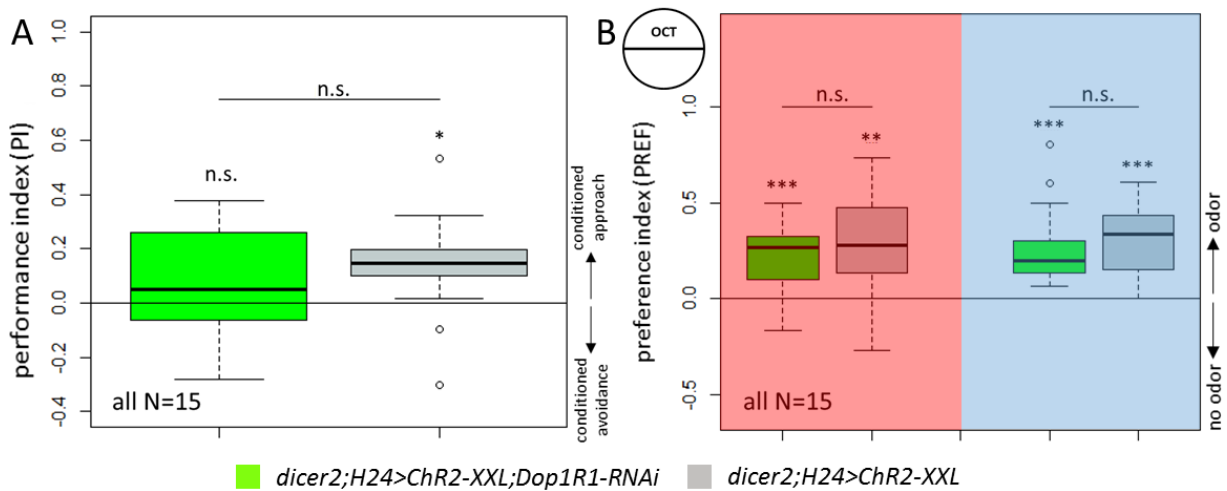 A
performance index (PI)
1.0
0.8
0.6
0.4
0.2
0.0
-0.2
-0.4
n.s.
n.s.
*
all N=15
conditioned approach
conditioned avoidance
B
OCT
preference index (PREF)
1.0
0.5
0.0
-0.5
n.s.
***
**
n.s.
***
***
all N=15
odor
no odor
dicer2;H24>ChR2-XXL;Dop1R1-RNAi
dicer2;H24>ChR2-XXL